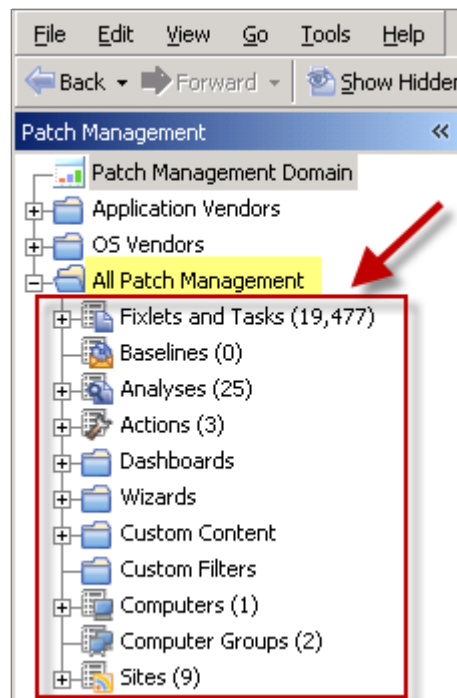 File Edit View Go Tools Help
Back Forward Show Hidden
Patch Management
Patch Management Domain
Application Vendors
OS Vendors
All Patch Management
Fixlets and Tasks (19,477)
Baselines (0)
Analyses (25)
Actions (3)
Dashboards
Wizards
Custom Content
Custom Filters
Computers (1)
Computer Groups (2)
Sites (9)